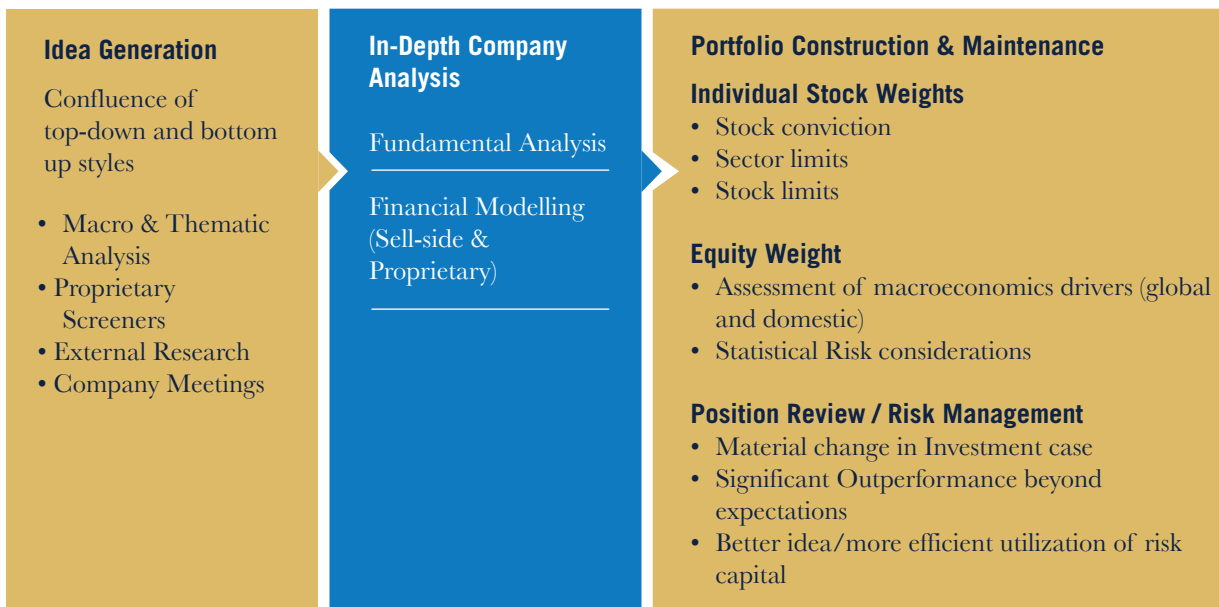 Idea Generation
Confluence of
top-down and bottom
up styles
• Macro & Thematic
Analysis
• Proprietary
Screeners
• External Research
• Company Meetings
In-Depth Company
Analysis
Fundamental Analysis
Financial Modelling
(Sell-side &
Proprietary)
Portfolio Construction & Maintenance
Individual Stock Weights
• Stock conviction
• Sector limits
• Stock limits
Equity Weight
• Assessment of macroeconomics drivers (global
and domestic)
• Statistical Risk considerations
Position Review / Risk Management
• Material change in Investment case
• Significant Outperformance beyond
expectations
• Better idea/more efficient utilization of risk
capital